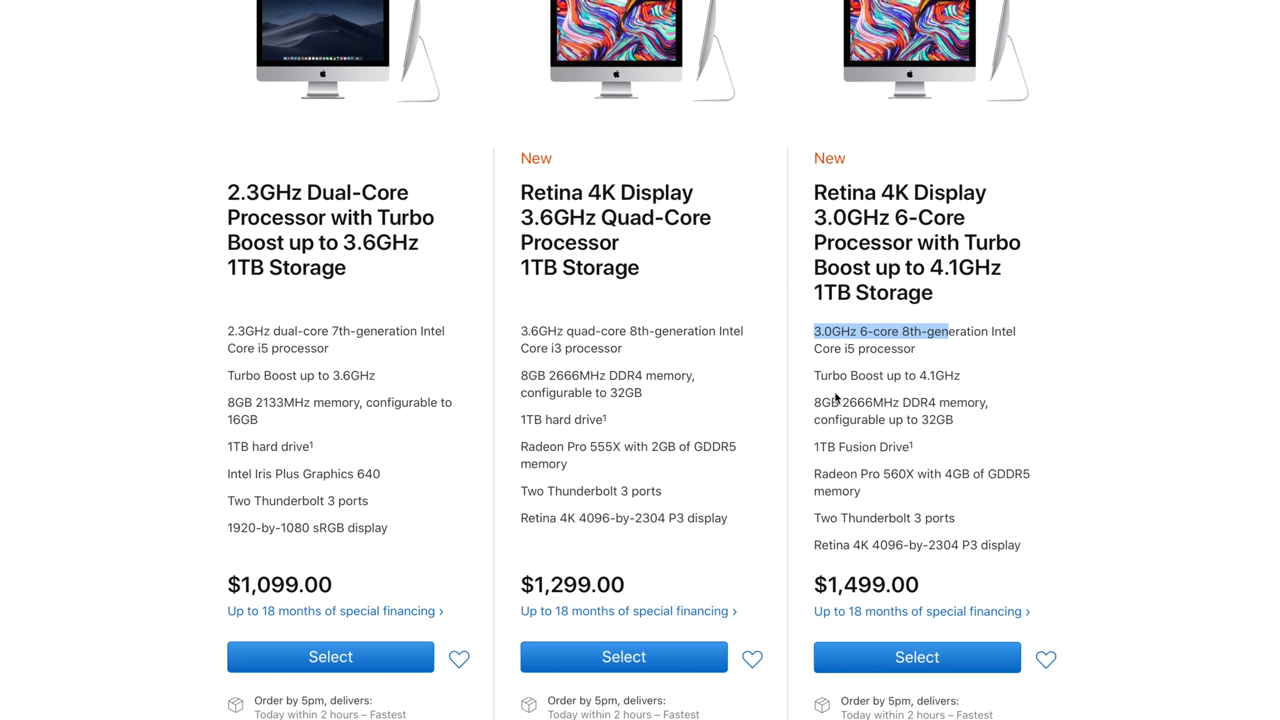 2.3GHz Dual-Core
Processor with Turbo
Boost up to 3.6GHz
1TB Storage
2.3GHz dual-core 7th-generation Intel
Core i5 processor
Turbo Boost up to 3.6GHz
8GB 2133MHz memory, configurable to
16GB
1TB hard drive¹
Intel Iris Plus Graphics 640
Two Thunderbolt 3 ports
1920-by-1080 sRGB display
$1,099.00
Up to 18 months of special financing ›
Select
Order by 5pm, delivers:
Today within 2 hours – Fastest
New
Retina 4K Display
3.6GHz Quad-Core
Processor
1TB Storage
3.6GHz quad-core 8th-generation Intel
Core i3 processor
8GB 2666MHz DDR4 memory,
configurable to 32GB
1TB hard drive¹
Radeon Pro 555X with 2GB of GDDR5
memory
Two Thunderbolt 3 ports
Retina 4K 4096-by-2304 P3 display
$1,299.00
Up to 18 months of special financing ›
Select
Order by 5pm, delivers:
Today within 2 hours – Fastest
New
Retina 4K Display
3.0GHz 6-Core
Processor with Turbo
Boost up to 4.1GHz
1TB Storage
3.0GHz 6-core 8th-generation Intel
Core i5 processor
Turbo Boost up to 4.1GHz
8GB 2666MHz DDR4 memory,
configurable up to 32GB
1TB Fusion Drive¹
Radeon Pro 560X with 4GB of GDDR5
memory
Two Thunderbolt 3 ports
Retina 4K 4096-by-2304 P3 display
$1,499.00
Up to 18 months of special financing ›
Select
Order by 5pm, delivers:
Today within 2 hours – Fastest